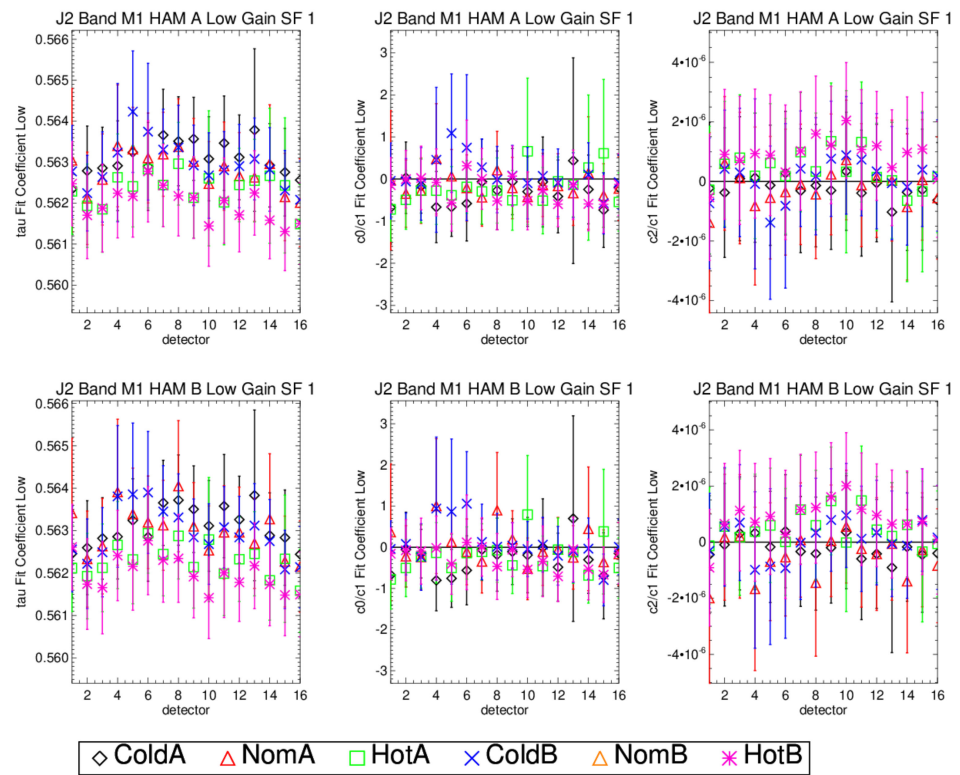 J2 Band M1 HAM A Low Gain SF 1
tau Fit Coefficient Low
0.566
0.565
0.564
0.563
0.562
0.561
0.560
2 4 6 8 10 12 14 16
detector
J2 Band M1 HAM A Low Gain SF 1
c0/c1 Fit Coefficient Low
3
2
1
0
-1
-2
-3
2 4 6 8 10 12 14 16
detector
J2 Band M1 HAM A Low Gain SF 1
c2/c1 Fit Coefficient Low
4•10⁻⁶
2•10⁻⁶
0
-2•10⁻⁶
-4•10⁻⁶
2 4 6 8 10 12 14 16
detector
J2 Band M1 HAM B Low Gain SF 1
tau Fit Coefficient Low
0.566
0.565
0.564
0.563
0.562
0.561
0.560
2 4 6 8 10 12 14 16
detector
J2 Band M1 HAM B Low Gain SF 1
c0/c1 Fit Coefficient Low
3
2
1
0
-1
-2
-3
2 4 6 8 10 12 14 16
detector
J2 Band M1 HAM B Low Gain SF 1
c2/c1 Fit Coefficient Low
4•10⁻⁶
2•10⁻⁶
0
-2•10⁻⁶
-4•10⁻⁶
2 4 6 8 10 12 14 16
detector
ColdA NomA HotA ColdB NomB HotB